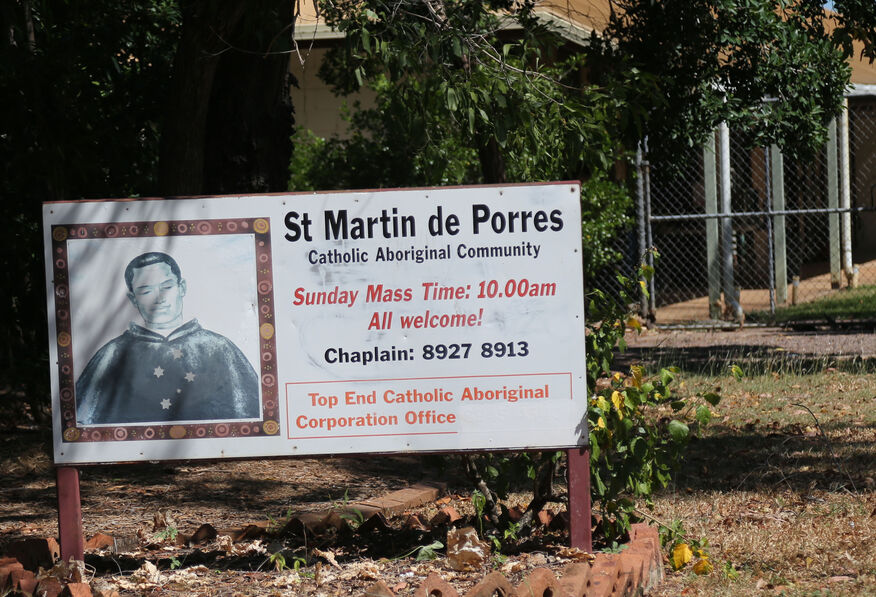 St Martin de Porres
Catholic Aboriginal Community
Sunday Mass Time: 10.00am
All welcome!
Chaplain: 8927 8913
Top End Catholic Aboriginal
Corporation Office